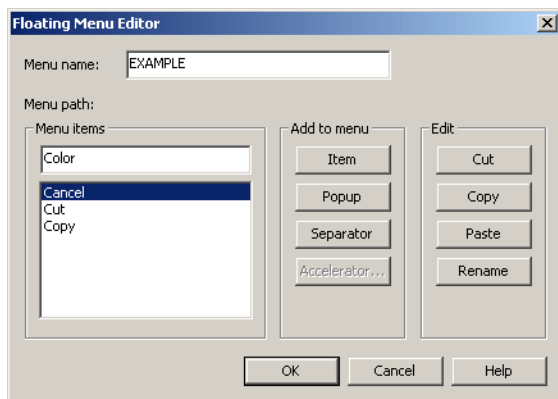 Floating Menu Editor
Menu name: EXAMPLE
Menu path:
Menu items
Color
Cancel
Cut
Copy
Add to menu
Item
Popup
Separator
Accelerator...
Edit
Cut
Copy
Paste
Rename
OK Cancel Help